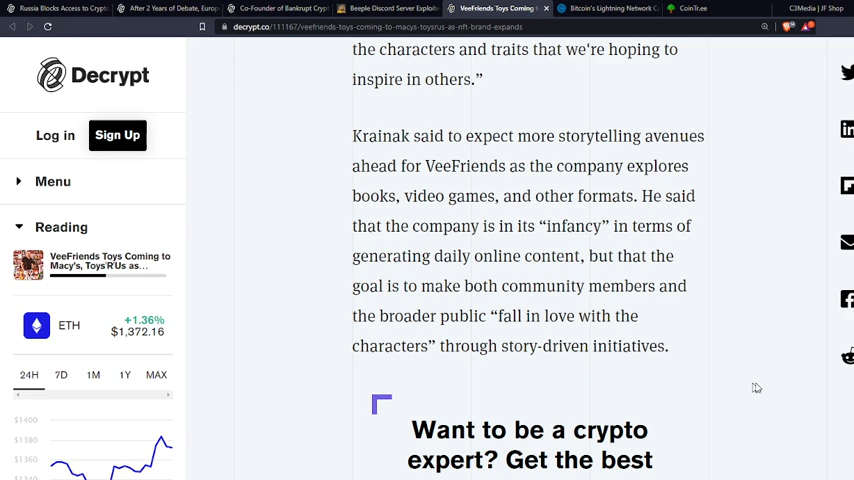 Russia Blocks Access to Crypto
After 2 Years of Debate, Europ
Co-Founder of Bankrupt Crypt
Beeple Discord Server Exploite
VeeFriends Toys Coming t
Bitcoin's Lightning Network C
CoinTr.ee
C3Media | JF Shop
decrypt.co/111167/veefriends-toys-coming-to-macys-toysrus-as-nft-brand-expands
Decrypt
Log in
Sign Up
Menu
Reading
VeeFriends Toys Coming to
Macy's, Toys'R'Us as...
ETH
+1.36%
$1,372.16
24H 7D 1M 1Y MAX
$1400
$1380
$1360
$1340
the characters and traits that we're hoping to
inspire in others.”
Krainak said to expect more storytelling avenues
ahead for VeeFriends as the company explores
books, video games, and other formats. He said
that the company is in its “infancy” in terms of
generating daily online content, but that the
goal is to make both community members and
the broader public “fall in love with the
characters” through story-driven initiatives.
Want to be a crypto
expert? Get the best